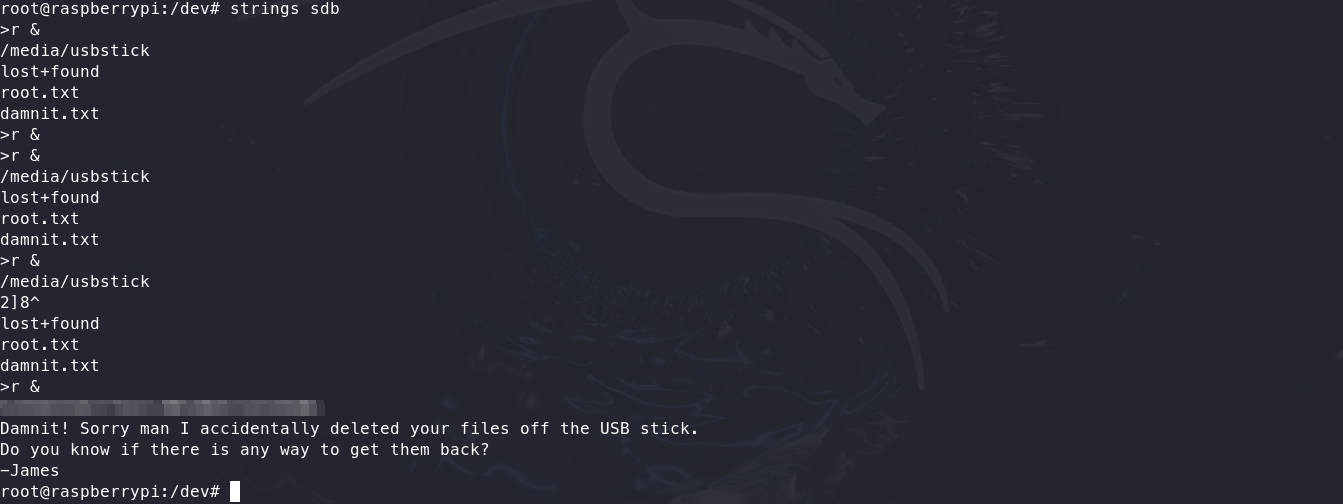 root@raspberrypi:/dev# strings sdb
>r &
/media/usbstick
lost+found
root.txt
damnit.txt
>r &
>r &
/media/usbstick
lost+found
root.txt
damnit.txt
>r &
/media/usbstick
2]8^
lost+found
root.txt
damnit.txt
>r &
Damnit! Sorry man I accidentally deleted your files off the USB stick.
Do you know if there is any way to get them back?
-James
root@raspberrypi:/dev#